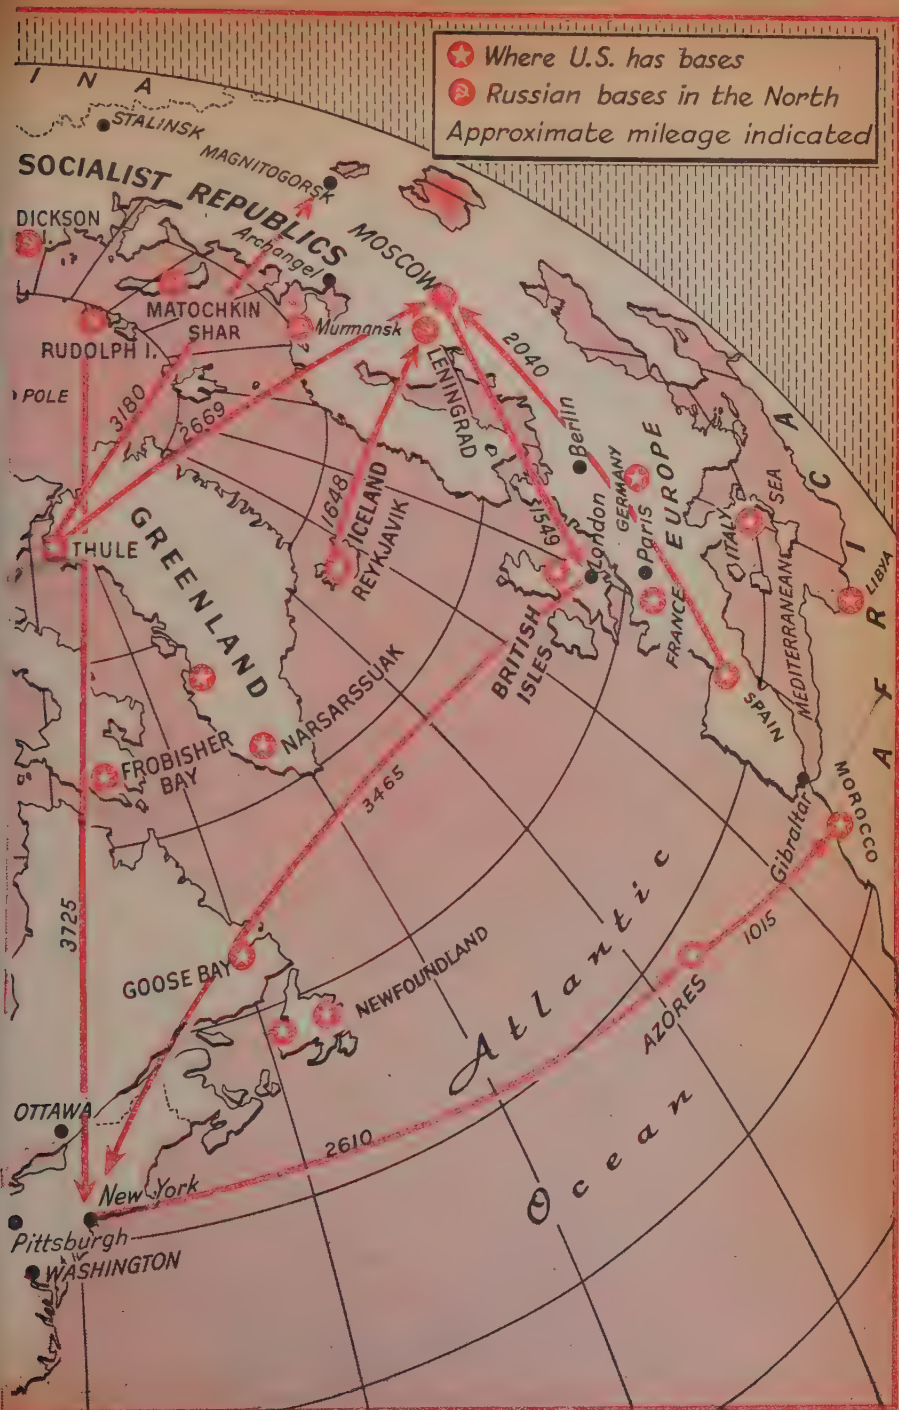 Where U.S. has bases
Russian bases in the North
Approximate mileage indicated
I N A
STALINSK
MAGNITOGORSK
SOCIALIST REPUBLICS
DICKSON
Archangel
MOSCOW
MATOCHKIN
SHAR
Murmansk
RUDOLPH I.
LENINGRAD
2040
POLE
3180
2669
Berlin
1648
ICELAND
REYKJAVIK
GERMANY
EUROPE
1549
London
Paris
ITALY
MEDITERRANEAN SEA
LIBYA
AFRICA
THULE
GREENLAND
BRITISH
ISLES
FRANCE
SPAIN
NARSARSSUAK
FROBISHER
BAY
3465
MOROCCO
Gibraltar
3725
1015
GOOSE BAY
NEWFOUNDLAND
AZORES
Atlantic
Ocean
OTTAWA
2610
New York
Pittsburgh
WASHINGTON